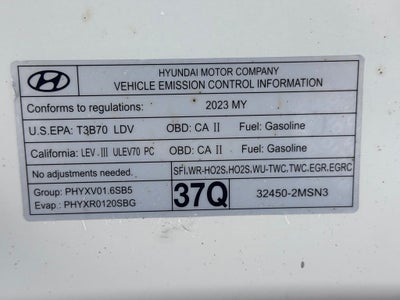 HYUNDAI MOTOR COMPANY
VEHICLE EMISSION CONTROL INFORMATION
Conforms to regulations: 2023 MY
U.S.EPA: T3B70 LDV OBD: CA II Fuel: Gasoline
California: LEV-III ULEV70 PC OBD: CA II Fuel: Gasoline
No adjustments needed. SFI.WR-HO2S.HO2S.WU-TWC.TWC.EGR.EGRC
Group: PHYXV01.6SB5 37Q 32450-2MSN3
Evap.: PHYXR0120SBG